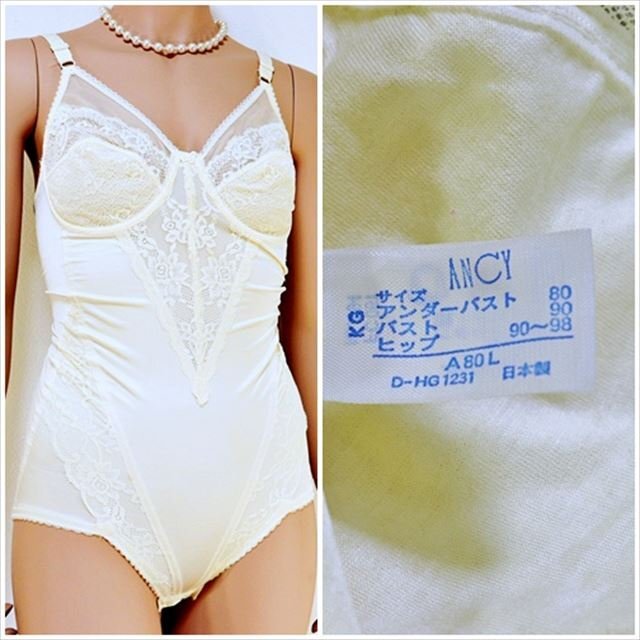 ANCY
サイズ
アンダーバスト 80
バスト 90
ヒップ 90〜98
A80L
D-HG1231 日本製
KG